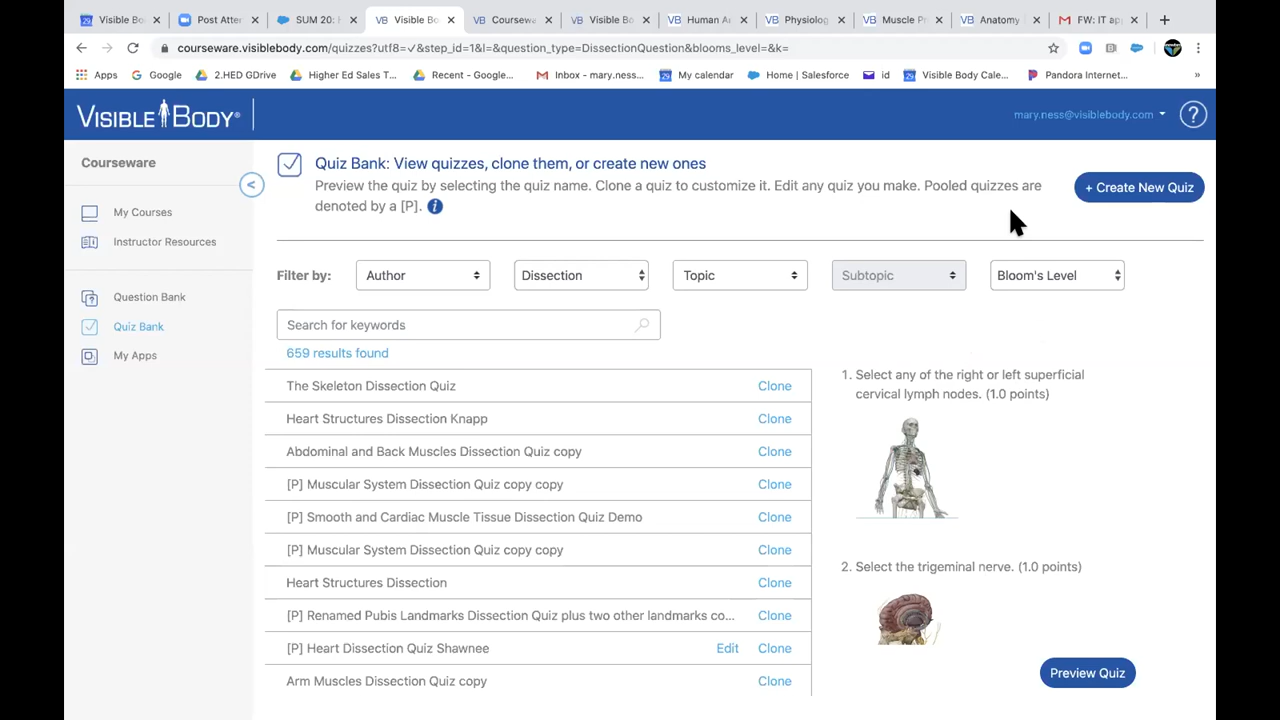 Visible Bo
Post Atter
SUM 20:
Visible Bo
Coursewa
Visible Bo
Human A
Physiolog
Muscle P
Anatomy
FW: IT ap
courseware.visiblebody.com/quizzes?utf8=✓&step_id=1&l=&question_type=DissectionQuestion&blooms_level=&k=
Apps
Google
2.HED GDrive
Higher Ed Sales T...
Recent - Google...
Inbox - mary.ness...
My calendar
Home | Salesforce
id
Visible Body Cale...
Pandora Internet...
»
VISIBLE BODY®
mary.ness@visiblebody.com
?
Courseware
<
My Courses
Instructor Resources
Question Bank
Quiz Bank
My Apps
Quiz Bank: View quizzes, clone them, or create new ones
Preview the quiz by selecting the quiz name. Clone a quiz to customize it. Edit any quiz you make. Pooled quizzes are
denoted by a [P]. i
+ Create New Quiz
Filter by: Author Dissection Topic Subtopic Bloom's Level
Search for keywords
659 results found
The Skeleton Dissection Quiz Clone
Heart Structures Dissection Knapp Clone
Abdominal and Back Muscles Dissection Quiz copy Clone
[P] Muscular System Dissection Quiz copy copy Clone
[P] Smooth and Cardiac Muscle Tissue Dissection Quiz Demo Clone
[P] Muscular System Dissection Quiz copy copy Clone
Heart Structures Dissection Clone
[P] Renamed Pubis Landmarks Dissection Quiz plus two other landmarks co... Clone
[P] Heart Dissection Quiz Shawnee Edit Clone
Arm Muscles Dissection Quiz copy Clone
1. Select any of the right or left superficial
cervical lymph nodes. (1.0 points)
2. Select the trigeminal nerve. (1.0 points)
Preview Quiz